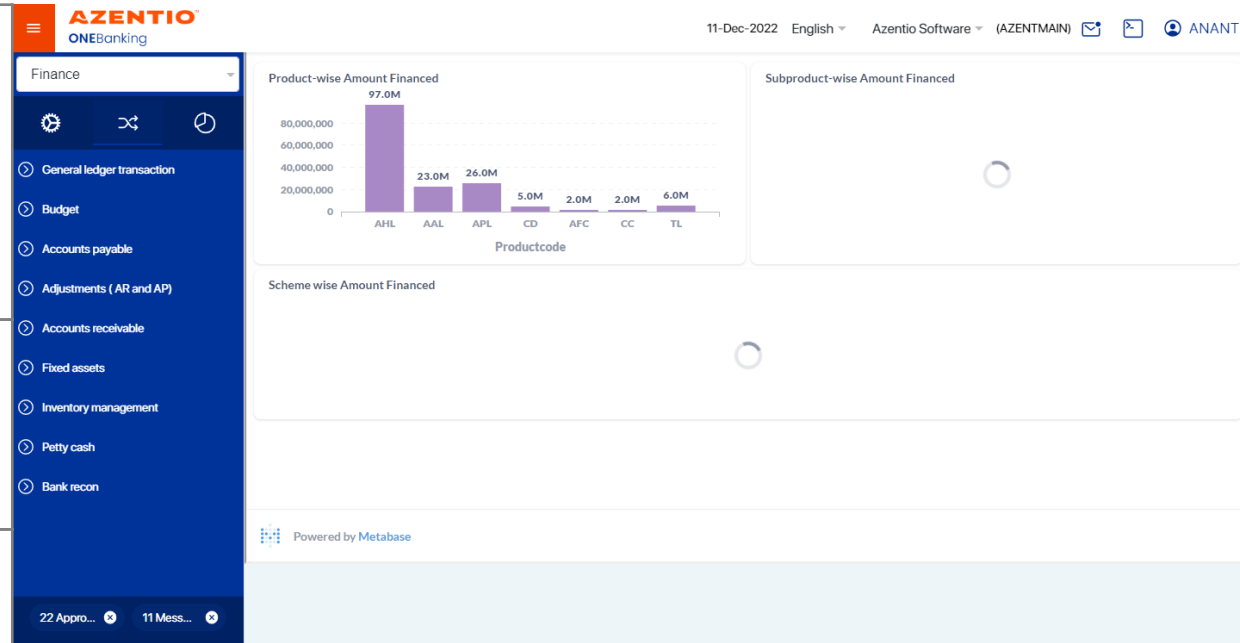 AZENTIO™
ONEBanking
11-Dec-2022 English Azentio Software (AZENTMAIN) ANANT
Finance
General ledger transaction
Budget
Accounts payable
Adjustments ( AR and AP)
Accounts receivable
Fixed assets
Inventory management
Petty cash
Bank recon
22 Appro... 11 Mess...
Product-wise Amount Financed
97.0M
80,000,000
60,000,000
40,000,000
20,000,000
0
23.0M 26.0M 5.0M 2.0M 2.0M 6.0M
AHL AAL APL CD AFC CC TL
Productcode
Subproduct-wise Amount Financed
Scheme wise Amount Financed
Powered by Metabase